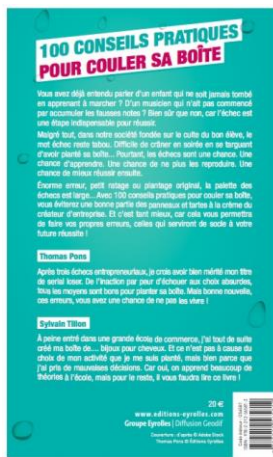 100 CONSEILS PRATIQUES
POUR COULER SA BOÎTE
Vous avez déjà entendu parler d'un enfant qui ne soit jamais tombé
en apprenant à marcher ? D'un musicien qui n'ait pas commencé
par accumuler les fausses notes ? Bien sûr que non, car l'échec est
une étape indispensable pour réussir.
Malgré tout, dans notre société fondée sur le culte du bon élève, le
mot échec reste tabou. Difficile de crâner en soirée en se targuant
d'avoir planté sa boîte... Pourtant, les échecs sont une chance. Une
chance d'apprendre. Une chance de ne plus les reproduire. Une
chance de mieux réussir ensuite.
Énorme erreur, petit ratage ou plantage original, la palette des
échecs est large... Avec 100 conseils pratiques pour couler sa boîte,
vous éviterez une bonne partie des panneaux et tartes à la crème du
créateur d'entreprise. Et c'est tant mieux, car cela vous permettra
de faire vos propres erreurs, celles qui serviront de socle à votre
future réussite !
Thomas Pons
Après trois échecs entrepreneuriaux, je crois avoir bien mérité mon titre
de serial loser. De l'inaction par peur d'échouer aux choix absurdes,
tous les moyens sont bons pour planter sa boîte. Mais bonne nouvelle,
ces erreurs, vous avez une chance de ne pas les vivre !
Sylvain Tillon
À peine entré dans une grande école de commerce, j'ai tout de suite
créé ma boîte de... bijoux pour cheveux. Et ce n'est pas à cause du
choix de mon activité que je me suis planté, mais bien parce que
j'ai pris de mauvaises décisions. Car oui, on apprend beaucoup de
théories à l'école, mais pour le reste, il vous faudra lire ce livre !
20 €
www.editions-eyrolles.com
Groupe Eyrolles | Diffusion Geodif
Couverture : d'après © Adobe Stock
Thomas Pons © Éditions Eyrolles